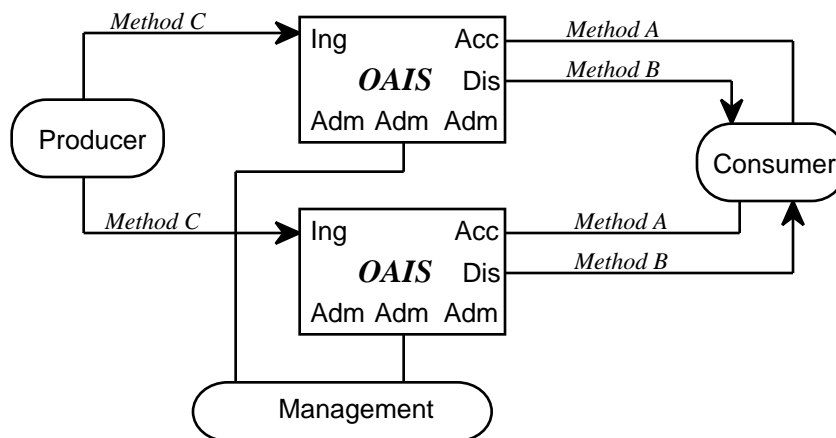 Method C
Ing Acc Method A
OAIS Dis Method B
Adm Adm Adm
Producer
Consumer
Method C
Ing Acc Method A
OAIS Dis Method B
Adm Adm Adm
Management